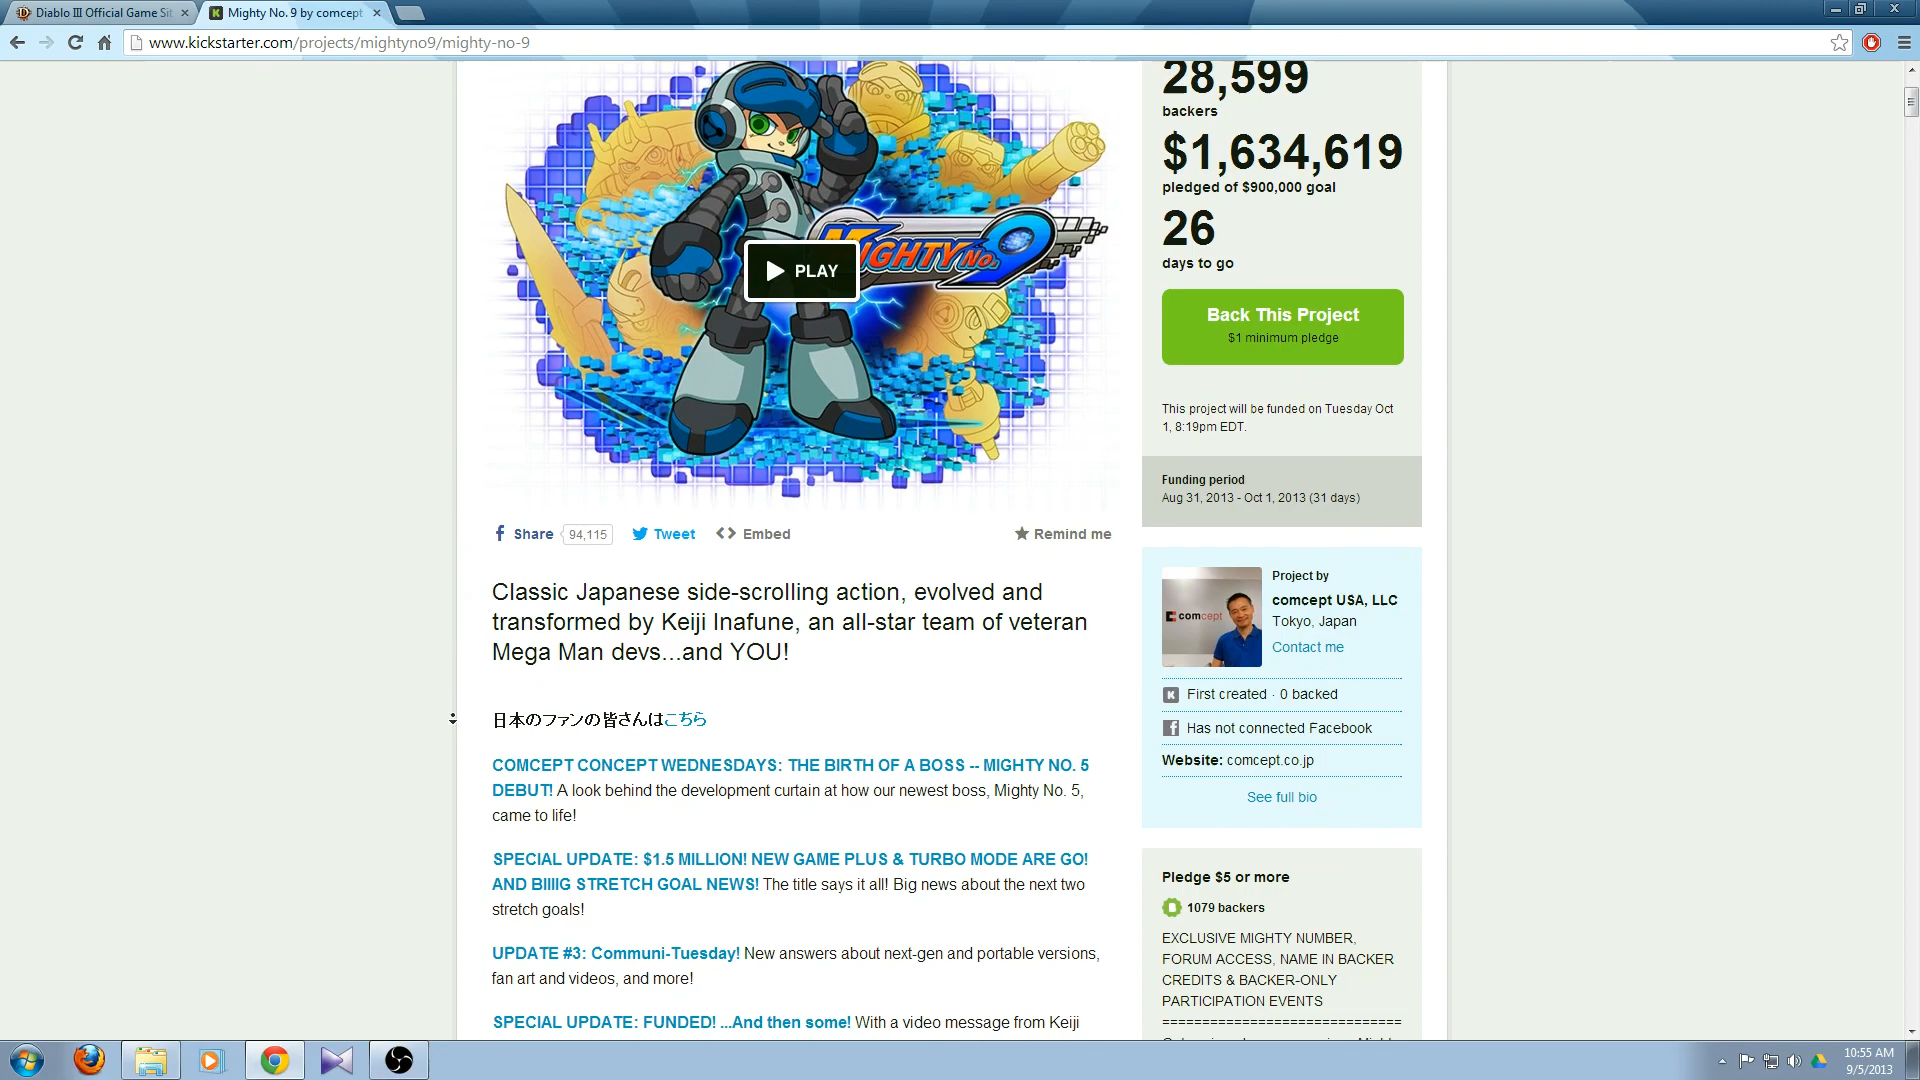 Diablo III Official Game Sit
Mighty No. 9 by comcept
www.kickstarter.com/projects/mightyno9/mighty-no-9
28,599
backers
$1,634,619
pledged of $900,000 goal
26
days to go
Back This Project
$1 minimum pledge
This project will be funded on Tuesday Oct
1, 8:19pm EDT.
Funding period
Aug 31, 2013 - Oct 1, 2013 (31 days)
MIGHTY No. 9
PLAY
Share 94,115 Tweet Embed Remind me
Classic Japanese side-scrolling action, evolved and
transformed by Keiji Inafune, an all-star team of veteran
Mega Man devs...and YOU!
日本のファンの皆さんはこちら
COMCEPT CONCEPT WEDNESDAYS: THE BIRTH OF A BOSS -- MIGHTY NO. 5
DEBUT! A look behind the development curtain at how our newest boss, Mighty No. 5,
came to life!
SPECIAL UPDATE: $1.5 MILLION! NEW GAME PLUS & TURBO MODE ARE GO!
AND BIIIIG STRETCH GOAL NEWS! The title says it all! Big news about the next two
stretch goals!
UPDATE #3: Communi-Tuesday! New answers about next-gen and portable versions,
fan art and videos, and more!
SPECIAL UPDATE: FUNDED! ...And then some! With a video message from Keiji
comcept
Project by
comcept USA, LLC
Tokyo, Japan
Contact me
First created · 0 backed
Has not connected Facebook
Website: comcept.co.jp
See full bio
Pledge $5 or more
1079 backers
EXCLUSIVE MIGHTY NUMBER,
FORUM ACCESS, NAME IN BACKER
CREDITS & BACKER-ONLY
PARTICIPATION EVENTS
==============================
10:55 AM
9/5/2013